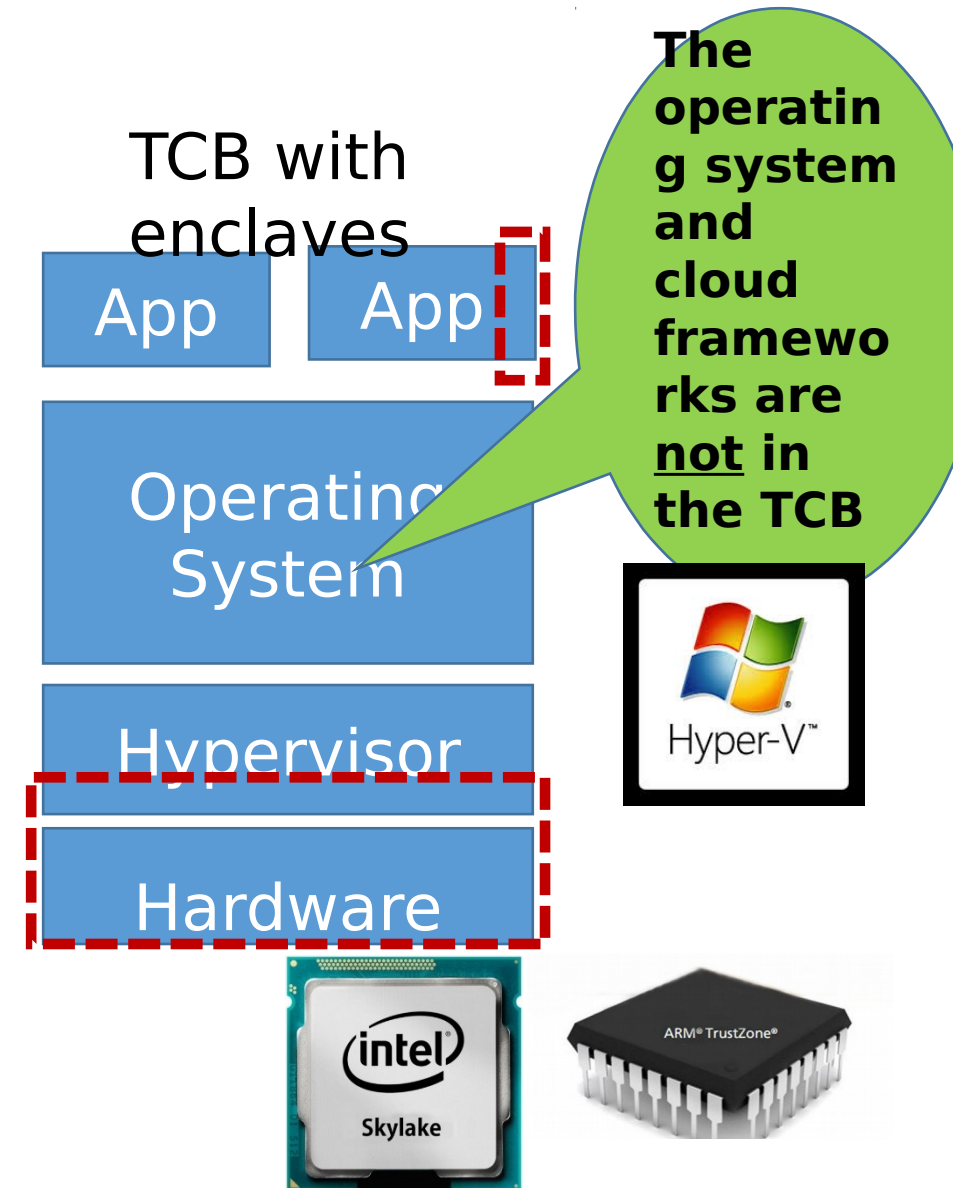 TCB with
enclaves
App
App
Operating
System
Hypervisor
Hardware
The
operatin
g system
and
cloud
framewo
rks are
not in
the TCB
Hyper-V™
intel
Skylake
ARM® TrustZone®